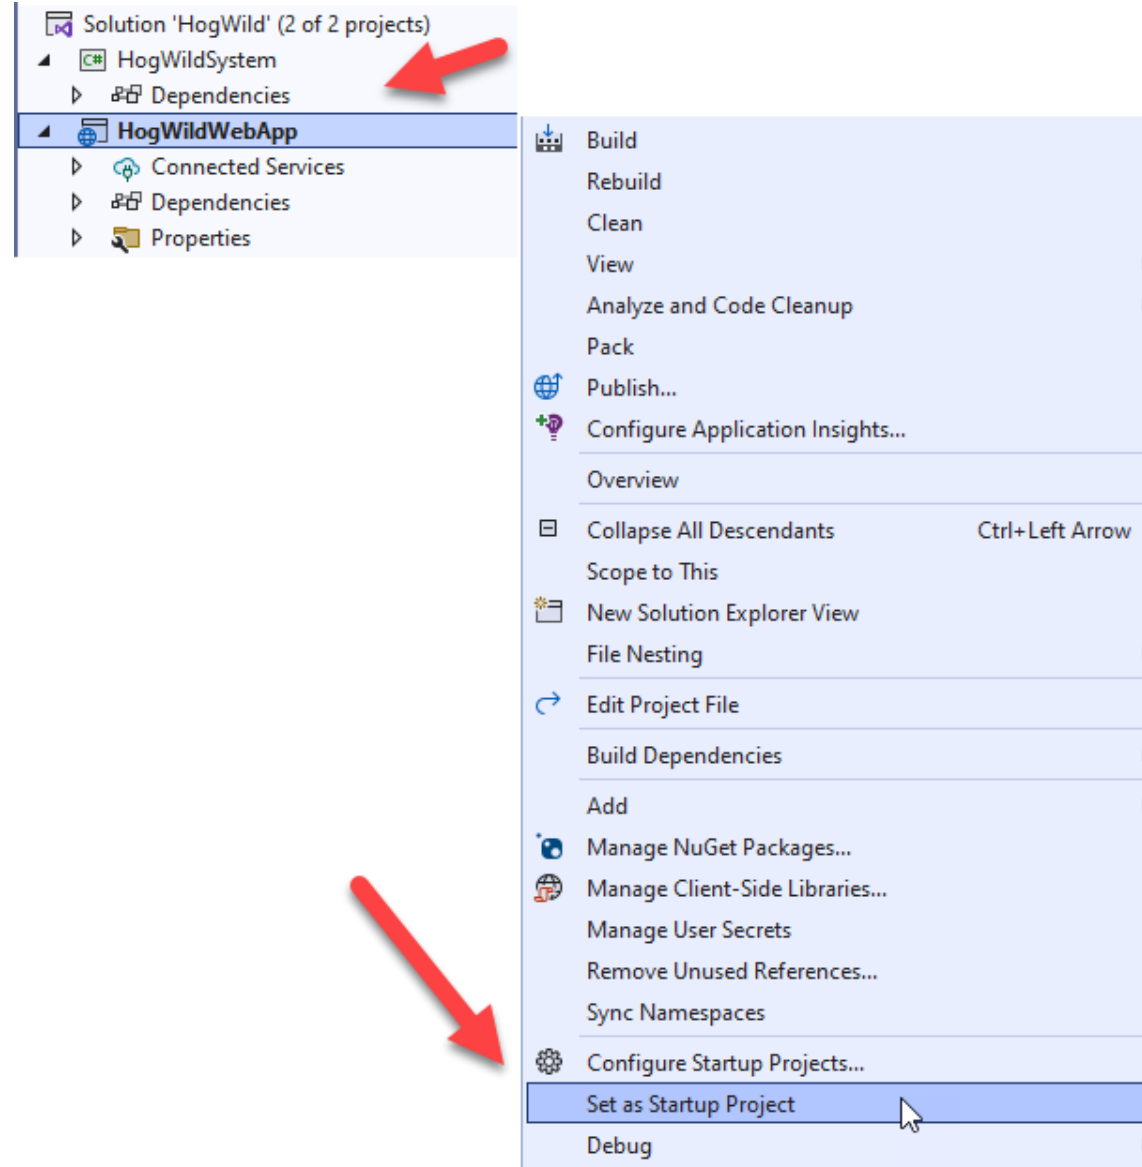 Solution 'HogWild' (2 of 2 projects)
C# HogWildSystem
Dependencies
HogWildWebApp
Connected Services
Dependencies
Properties
Build
Rebuild
Clean
View
Analyze and Code Cleanup
Pack
Publish...
Configure Application Insights...
Overview
Collapse All Descendants Ctrl+Left Arrow
Scope to This
New Solution Explorer View
File Nesting
Edit Project File
Build Dependencies
Add
Manage NuGet Packages...
Manage Client-Side Libraries...
Manage User Secrets
Remove Unused References...
Sync Namespaces
Configure Startup Projects...
Set as Startup Project
Debug